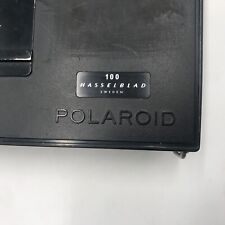 100
HASSELBLAD
SWEDEN
POLAROID